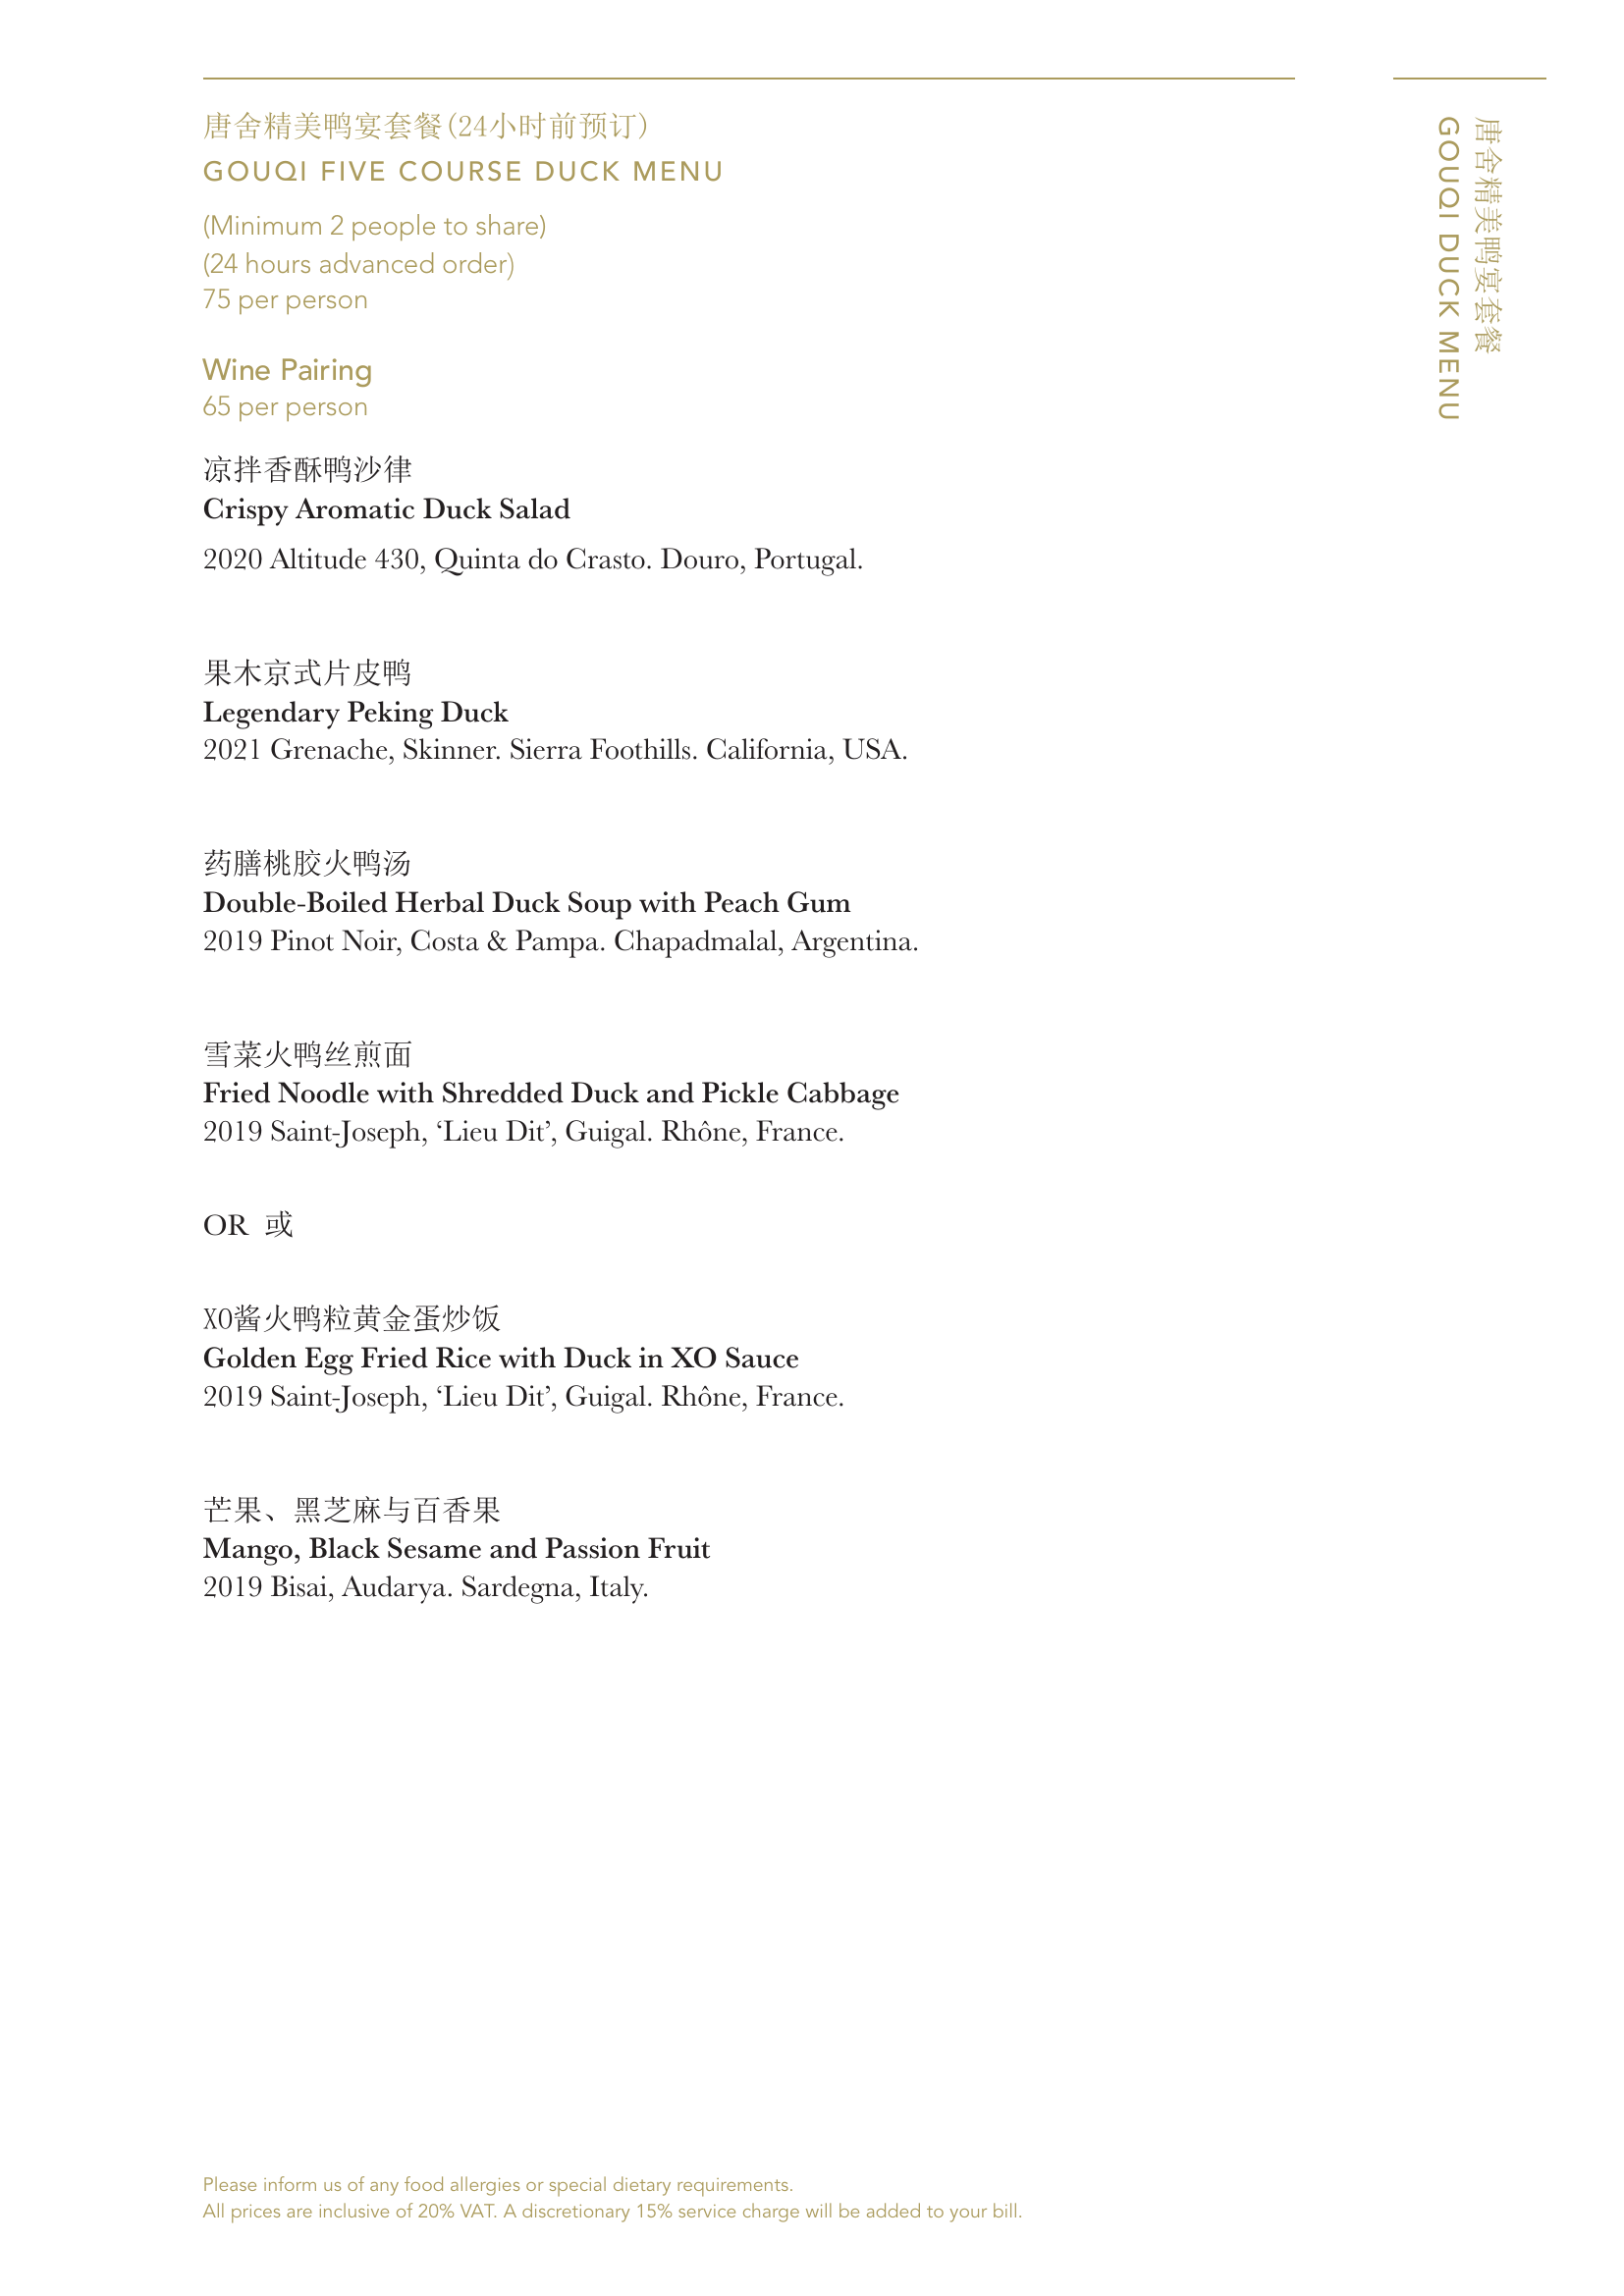 唐舍精美鸭宴套餐(24小时前预订)
GOUQI FIVE COURSE DUCK MENU
(Minimum 2 people to share)
(24 hours advanced order)
75 per person
Wine Pairing
65 per person
凉拌香酥鸭沙律
Crispy Aromatic Duck Salad
2020 Altitude 430, Quinta do Crasto. Douro, Portugal.
果木京式片皮鸭
Legendary Peking Duck
2021 Grenache, Skinner. Sierra Foothills. California, USA.
药膳桃胶火鸭汤
Double-Boiled Herbal Duck Soup with Peach Gum
2019 Pinot Noir, Costa & Pampa. Chapadmalal, Argentina.
雪菜火鸭丝煎面
Fried Noodle with Shredded Duck and Pickle Cabbage
2019 Saint-Joseph, ‘Lieu Dit’, Guigal. Rhône, France.
OR 或
XO酱火鸭粒黄金蛋炒饭
Golden Egg Fried Rice with Duck in XO Sauce
2019 Saint-Joseph, ‘Lieu Dit’, Guigal. Rhône, France.
芒果、黑芝麻与百香果
Mango, Black Sesame and Passion Fruit
2019 Bisai, Audarya. Sardegna, Italy.
唐舍精美鸭宴套餐
GOUQI DUCK MENU
Please inform us of any food allergies or special dietary requirements.
All prices are inclusive of 20% VAT. A discretionary 15% service charge will be added to your bill.